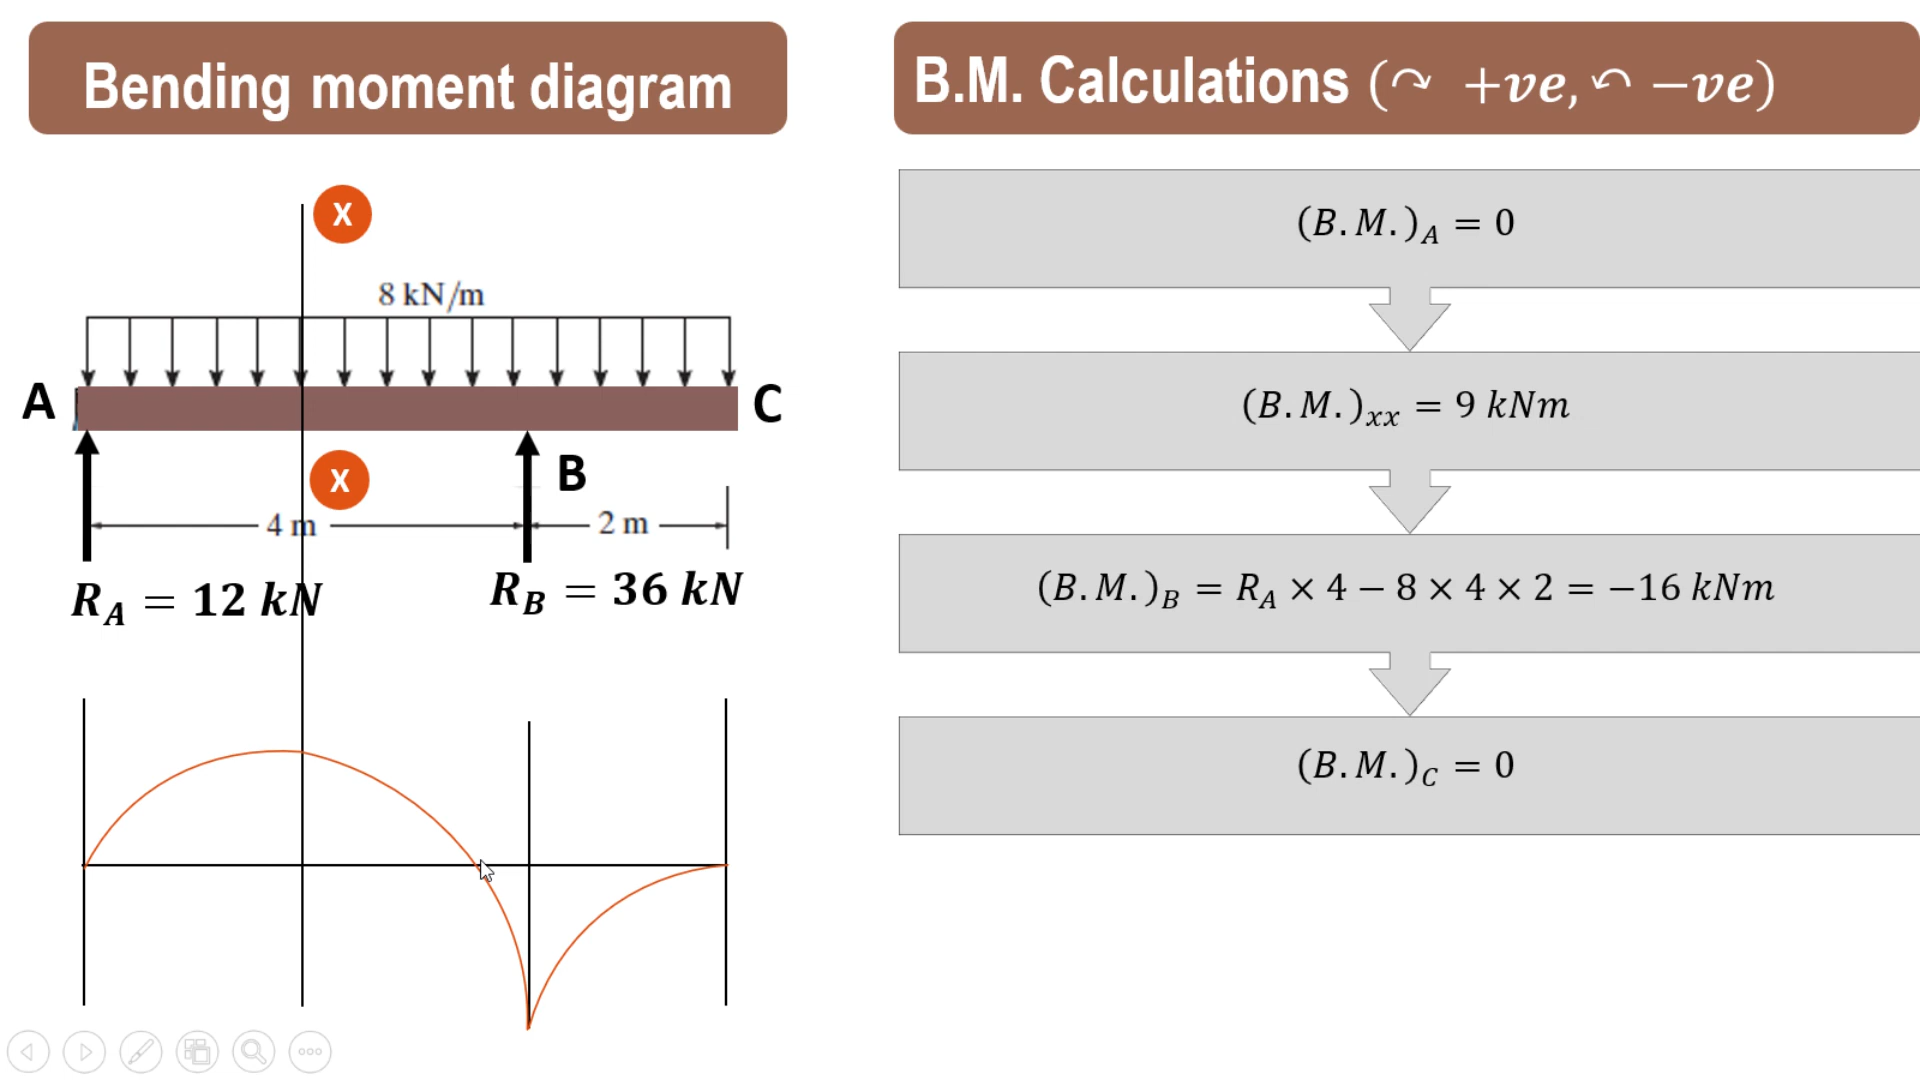 Bending moment diagram
B.M. Calculations (↷ +ve, ↶ −ve)
X
8 kN/m
A
C
X
B
4 m
2 m
R_A = 12 kN
R_B = 36 kN
(B.M.)_A = 0
(B.M.)_xx = 9 kNm
(B.M.)_B = R_A × 4 − 8 × 4 × 2 = −16 kNm
(B.M.)_C = 0